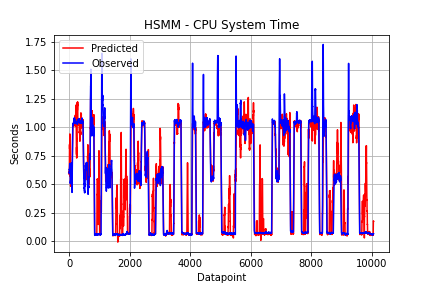 HSMM - CPU System Time
Predicted
Observed
Seconds
1.75
1.50
1.25
1.00
0.75
0.50
0.25
0.00
0 2000 4000 6000 8000 10000
Datapoint